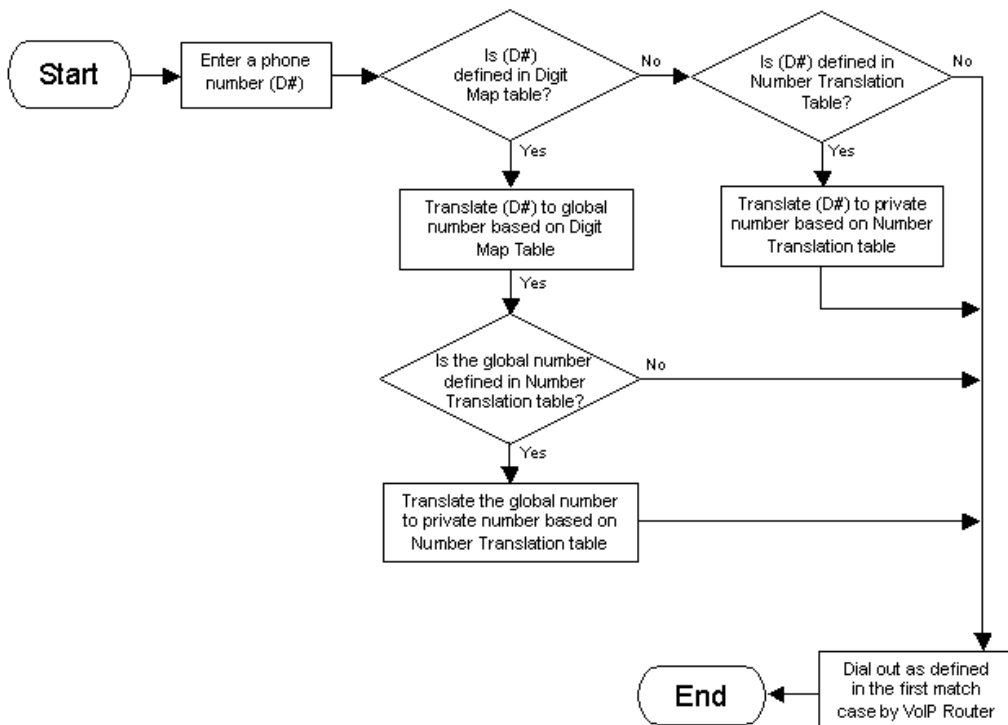 Start
Enter a phone
number (D#)
Is (D#)
defined in Digit
Map table?
No
Is (D#) defined in
Number Translation
Table?
No
Yes
Yes
Translate (D#) to global
number based on Digit
Map Table
Translate (D#) to private
number based on Number
Translation table
Yes
Is the global number
defined in Number
Translation table?
No
Yes
Translate the global number
to private number based on
Number Translation table
Dial out as defined
in the first match
case by VoIP Router
End